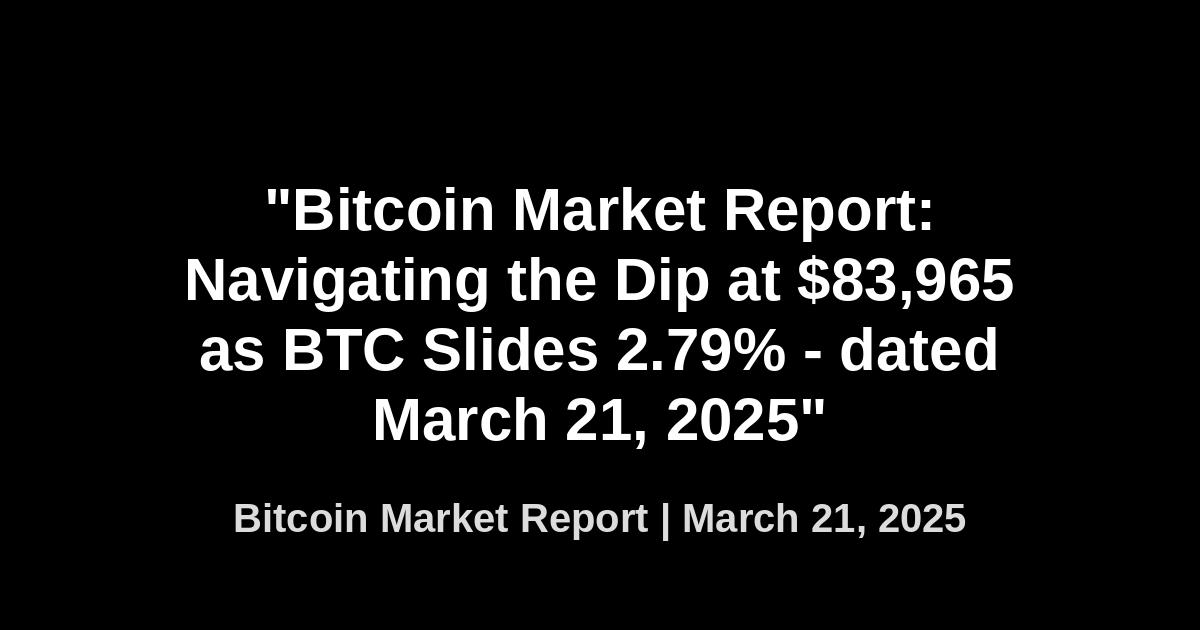 "Bitcoin Market Report:
Navigating the Dip at $83,965
as BTC Slides 2.79% - dated
March 21, 2025"
Bitcoin Market Report | March 21, 2025